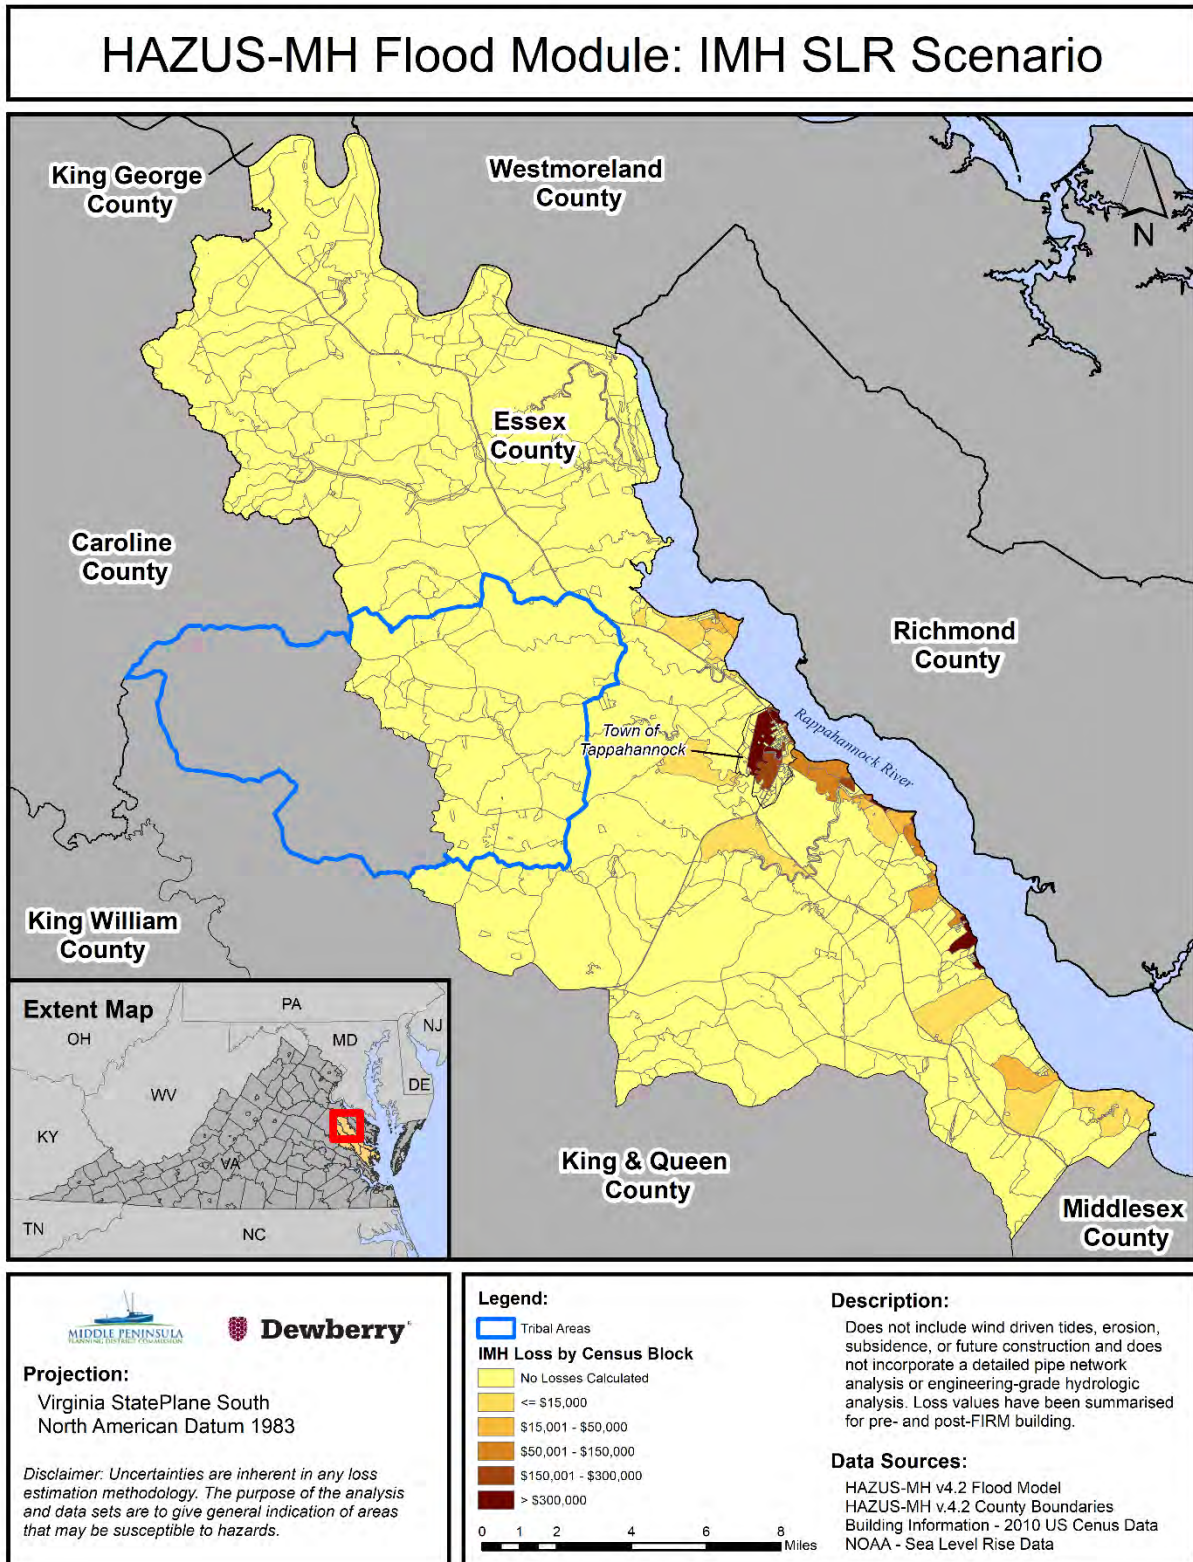 HAZUS-MH Flood Module: IMH SLR Scenario
King George
County
Westmoreland
County
N
Essex
County
Caroline
County
Richmond
County
Town of
Tappahannock
Rappahannock River
King William
County
King & Queen
County
Middlesex
County
Extent Map
PA
OH
MD
NJ
WV
DE
KY
VA
TN
NC
MIDDLE PENINSULA
PLANNING DISTRICT COMMISSION
Dewberry
Projection:
Virginia StatePlane South
North American Datum 1983
Disclaimer: Uncertainties are inherent in any loss
estimation methodology. The purpose of the analysis
and data sets are to give general indication of areas
that may be susceptible to hazards.
Legend:
Tribal Areas
IMH Loss by Census Block
No Losses Calculated
<= $15,000
$15,001 - $50,000
$50,001 - $150,000
$150,001 - $300,000
> $300,000
0 1 2 4 6 8
Miles
Description:
Does not include wind driven tides, erosion,
subsidence, or future construction and does
not incorporate a detailed pipe network
analysis or engineering-grade hydrologic
analysis. Loss values have been summarised
for pre- and post-FIRM building.
Data Sources:
HAZUS-MH v4.2 Flood Model
HAZUS-MH v.4.2 County Boundaries
Building Information - 2010 US Cenus Data
NOAA - Sea Level Rise Data